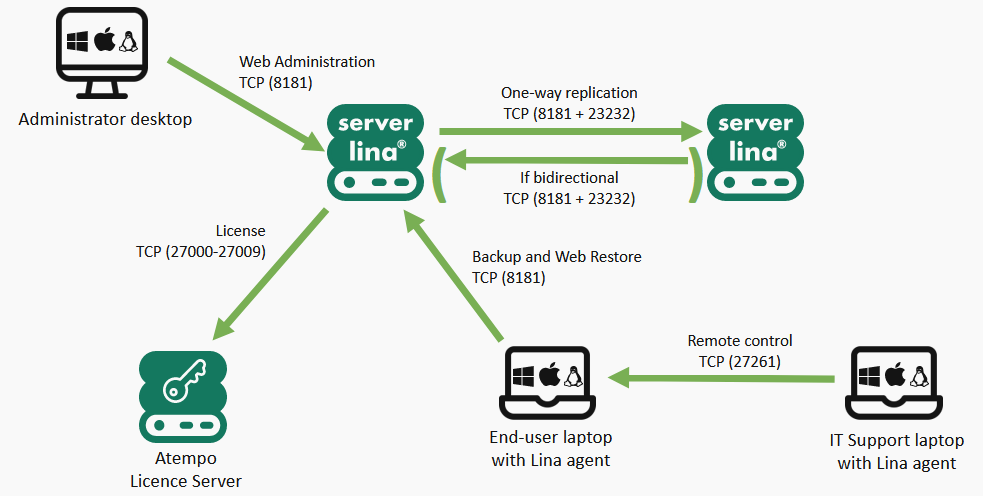 Administrator desktop
Web Administration
TCP (8181)
server
lina®
One-way replication
TCP (8181 + 23232)
If bidirectional
TCP (8181 + 23232)
server
lina®
License
TCP (27000-27009)
Backup and Web Restore
TCP (8181)
Remote control
TCP (27261)
Atempo
Licence Server
End-user laptop
with Lina agent
IT Support laptop
with Lina agent